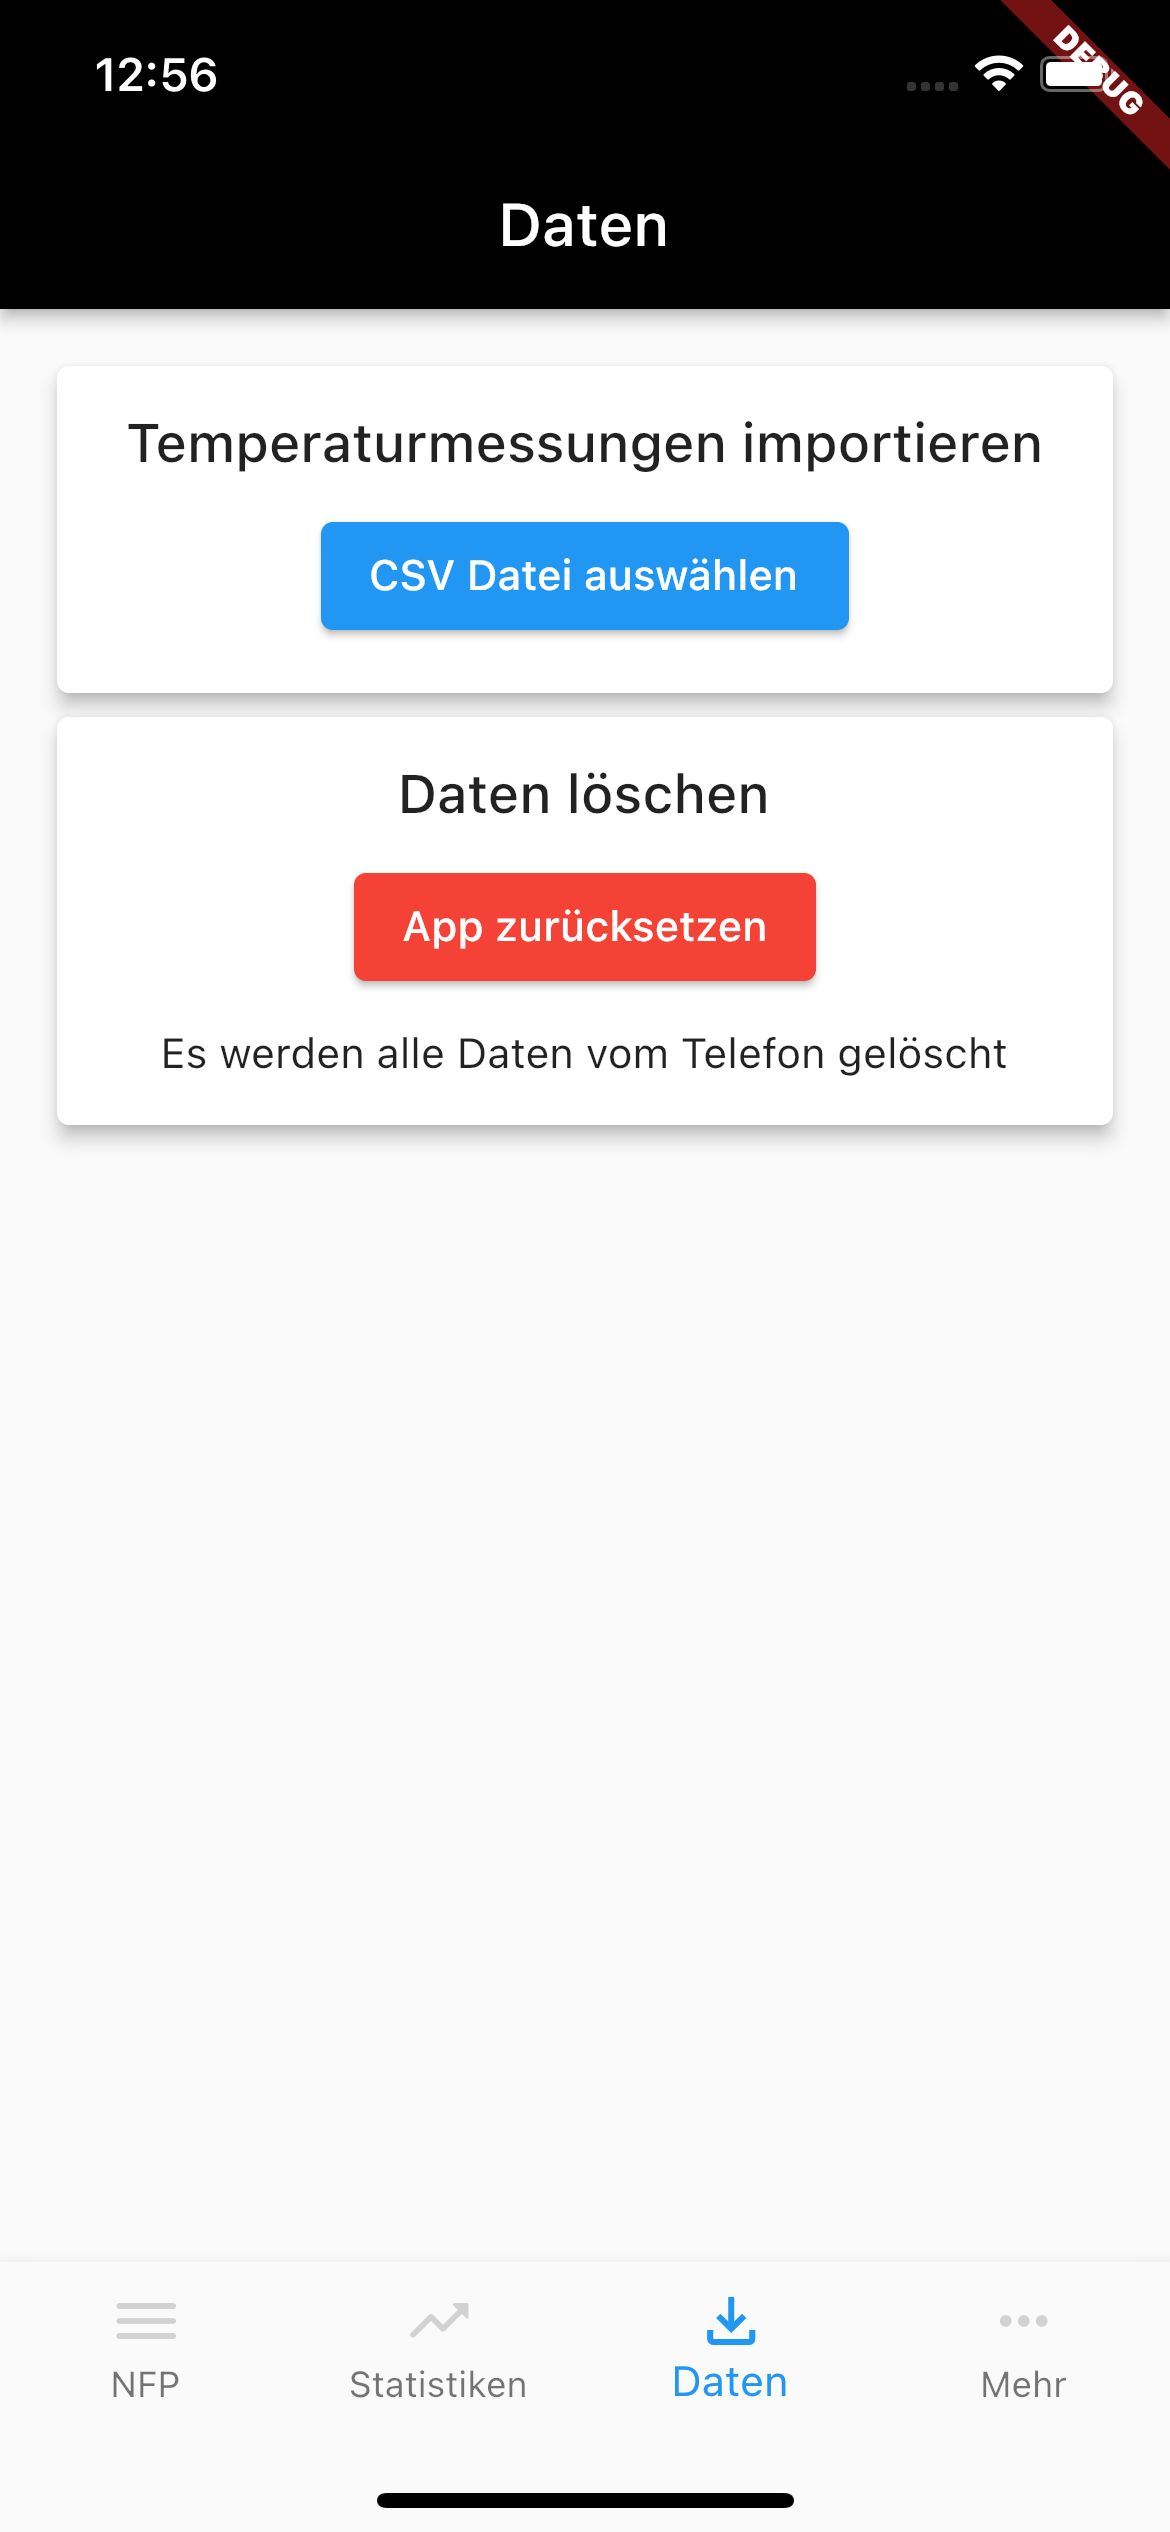 12:56
DEBUG
Daten
Temperaturmessungen importieren
CSV Datei auswählen
Daten löschen
App zurücksetzen
Es werden alle Daten vom Telefon gelöscht
NFP
Statistiken
Daten
Mehr